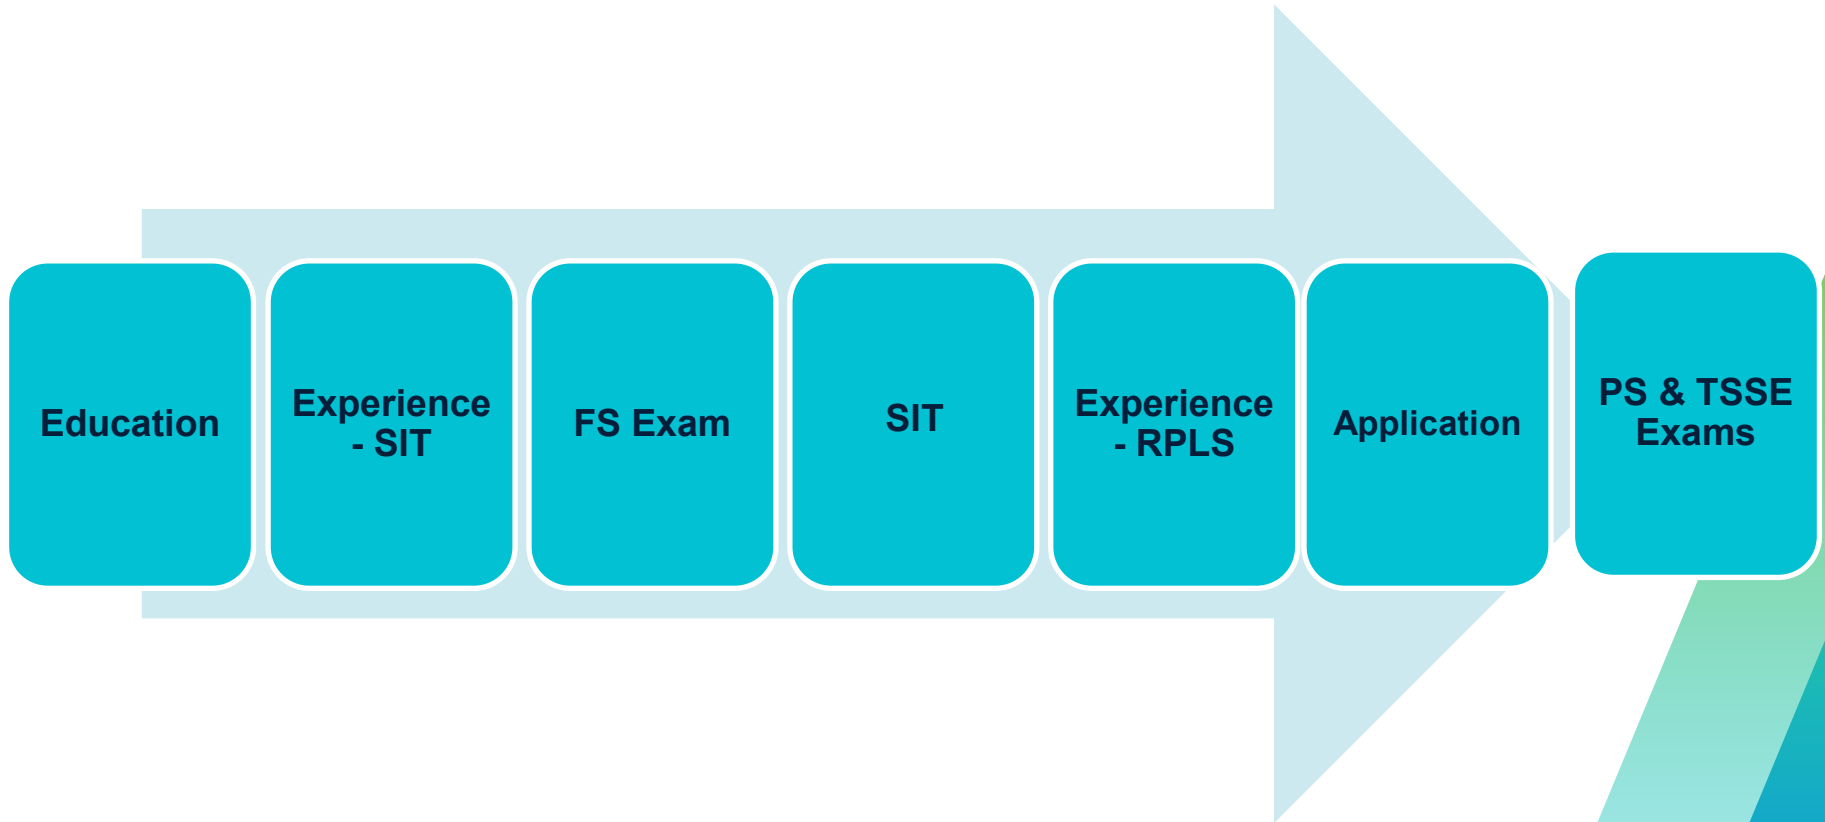 Education
Experience
- SIT
FS Exam
SIT
Experience
- RPLS
Application
PS & TSSE
Exams